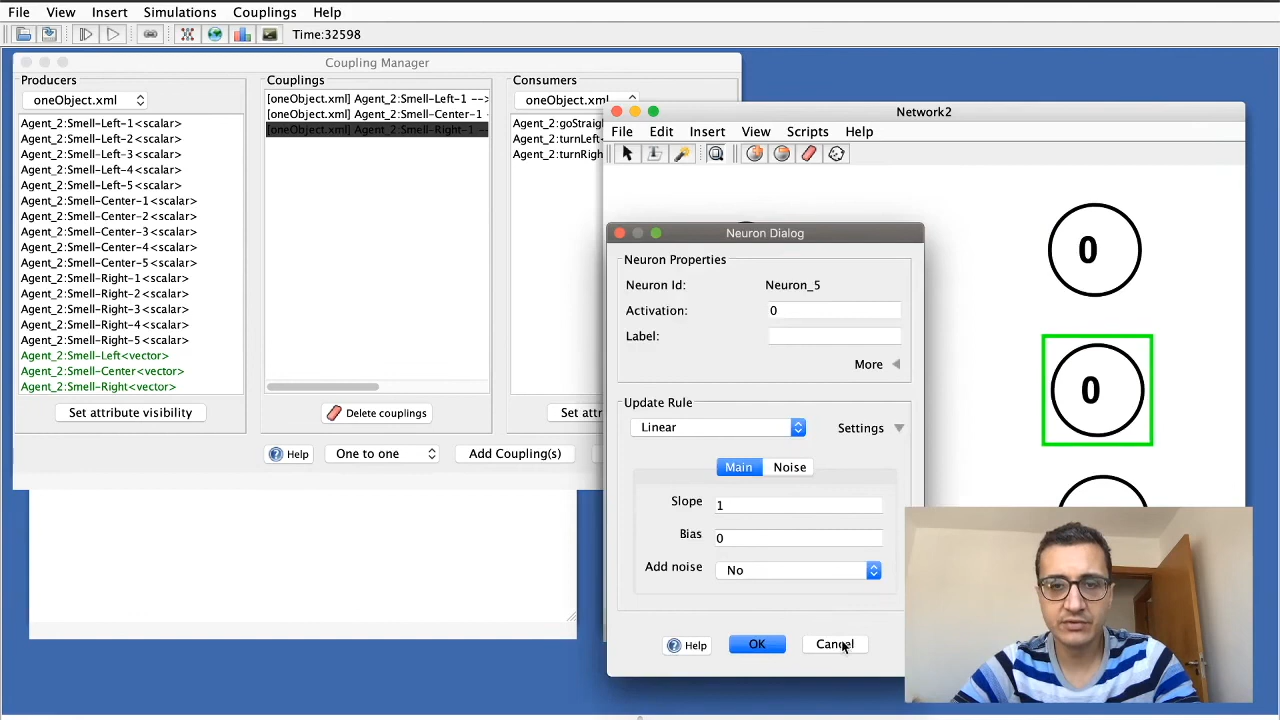 File View Insert Simulations Couplings Help
Time:32598
Coupling Manager
Producers
oneObject.xml
Agent_2:Smell-Left-1<scalar>
Agent_2:Smell-Left-2<scalar>
Agent_2:Smell-Left-3<scalar>
Agent_2:Smell-Left-4<scalar>
Agent_2:Smell-Left-5<scalar>
Agent_2:Smell-Center-1<scalar>
Agent_2:Smell-Center-2<scalar>
Agent_2:Smell-Center-3<scalar>
Agent_2:Smell-Center-4<scalar>
Agent_2:Smell-Center-5<scalar>
Agent_2:Smell-Right-1<scalar>
Agent_2:Smell-Right-2<scalar>
Agent_2:Smell-Right-3<scalar>
Agent_2:Smell-Right-4<scalar>
Agent_2:Smell-Right-5<scalar>
Agent_2:Smell-Left<vector>
Agent_2:Smell-Center<vector>
Agent_2:Smell-Right<vector>
Set attribute visibility
Couplings
[oneObject.xml] Agent_2:Smell-Left-1 -->
[oneObject.xml] Agent_2:Smell-Center-1 -
[oneObject.xml] Agent_2:Smell-Right-1 --
Delete couplings
Help
One to one
Add Coupling(s)
Consumers
oneObject.xml
Agent_2:goStraig
Agent_2:turnLeft
Agent_2:turnRigh
Set attr
Network2
File Edit Insert View Scripts Help
0
0
Neuron Dialog
Neuron Properties
Neuron Id: Neuron_5
Activation: 0
Label:
More
Update Rule
Linear
Settings
Main Noise
Slope 1
Bias 0
Add noise No
Help
OK
Cancel